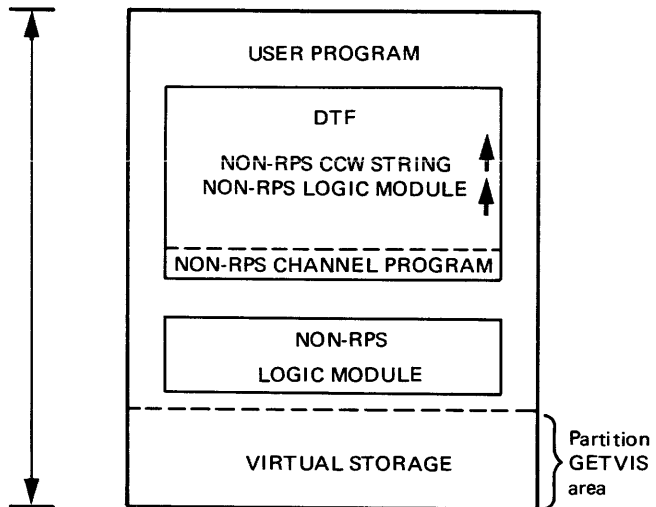 USER PROGRAM
DTF
NON-RPS CCW STRING
NON-RPS LOGIC MODULE
NON-RPS CHANNEL PROGRAM
NON-RPS
LOGIC MODULE
VIRTUAL STORAGE
Partition
GETVIS
area